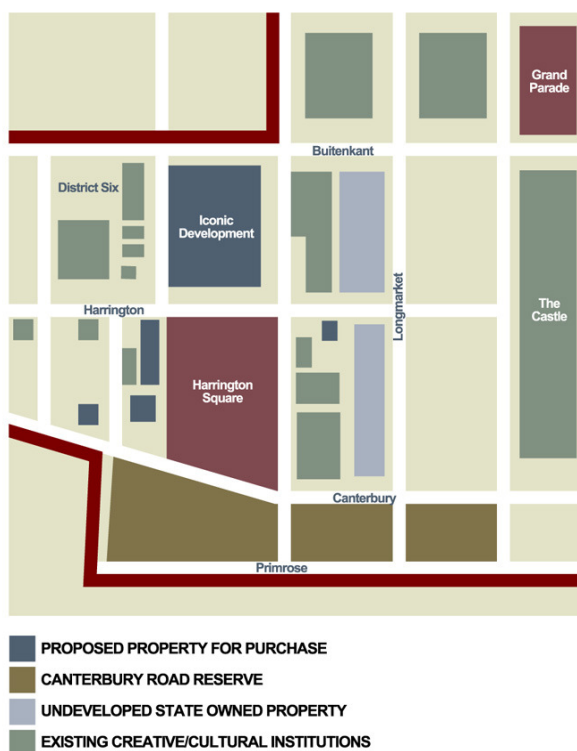 Grand
Parade
Buitenkant
District Six
Iconic
Development
Longmarket
The
Castle
Harrington
Harrington
Square
Canterbury
Primrose
PROPOSED PROPERTY FOR PURCHASE
CANTERBURY ROAD RESERVE
UNDEVELOPED STATE OWNED PROPERTY
EXISTING CREATIVE/CULTURAL INSTITUTIONS